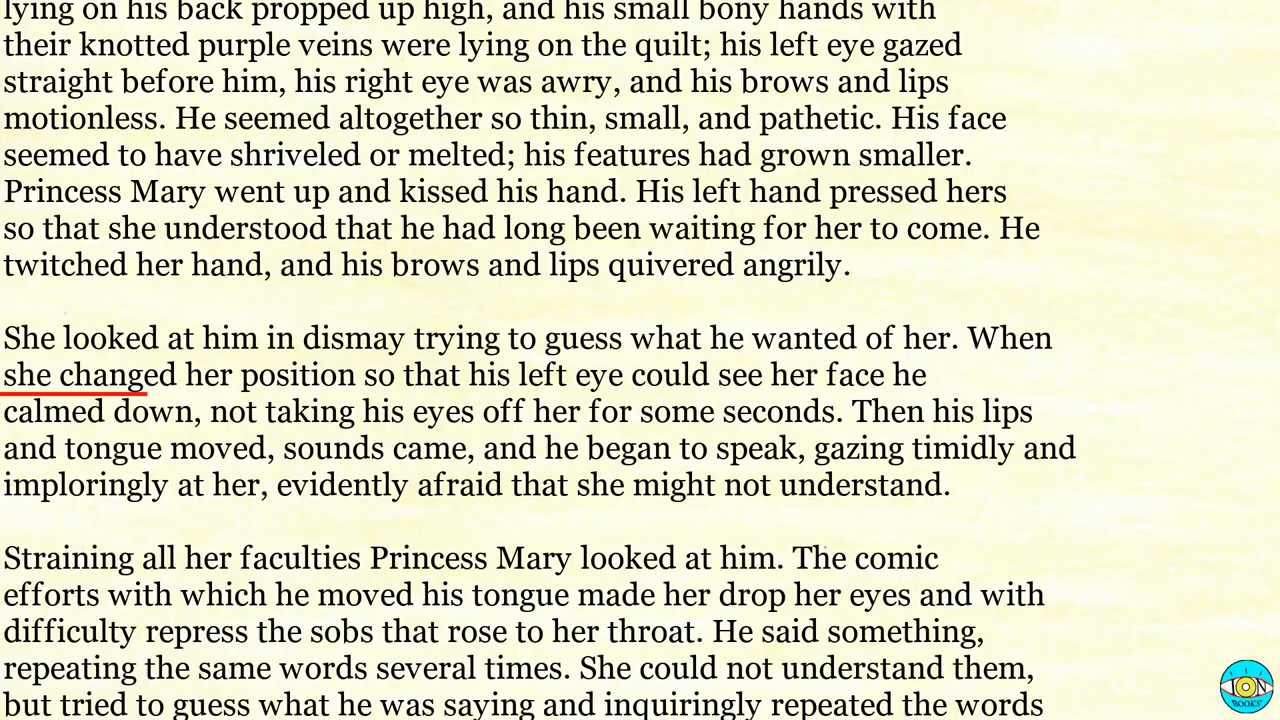 lying on his back propped up high, and his small bony hands with
their knotted purple veins were lying on the quilt; his left eye gazed
straight before him, his right eye was awry, and his brows and lips
motionless. He seemed altogether so thin, small, and pathetic. His face
seemed to have shriveled or melted; his features had grown smaller.
Princess Mary went up and kissed his hand. His left hand pressed hers
so that she understood that he had long been waiting for her to come. He
twitched her hand, and his brows and lips quivered angrily.
She looked at him in dismay trying to guess what he wanted of her. When
she changed her position so that his left eye could see her face he
calmed down, not taking his eyes off her for some seconds. Then his lips
and tongue moved, sounds came, and he began to speak, gazing timidly and
imploringly at her, evidently afraid that she might not understand.
Straining all her faculties Princess Mary looked at him. The comic
efforts with which he moved his tongue made her drop her eyes and with
difficulty repress the sobs that rose to her throat. He said something,
repeating the same words several times. She could not understand them,
but tried to guess what he was saying and inquiringly repeated the words
ION
BOOKS